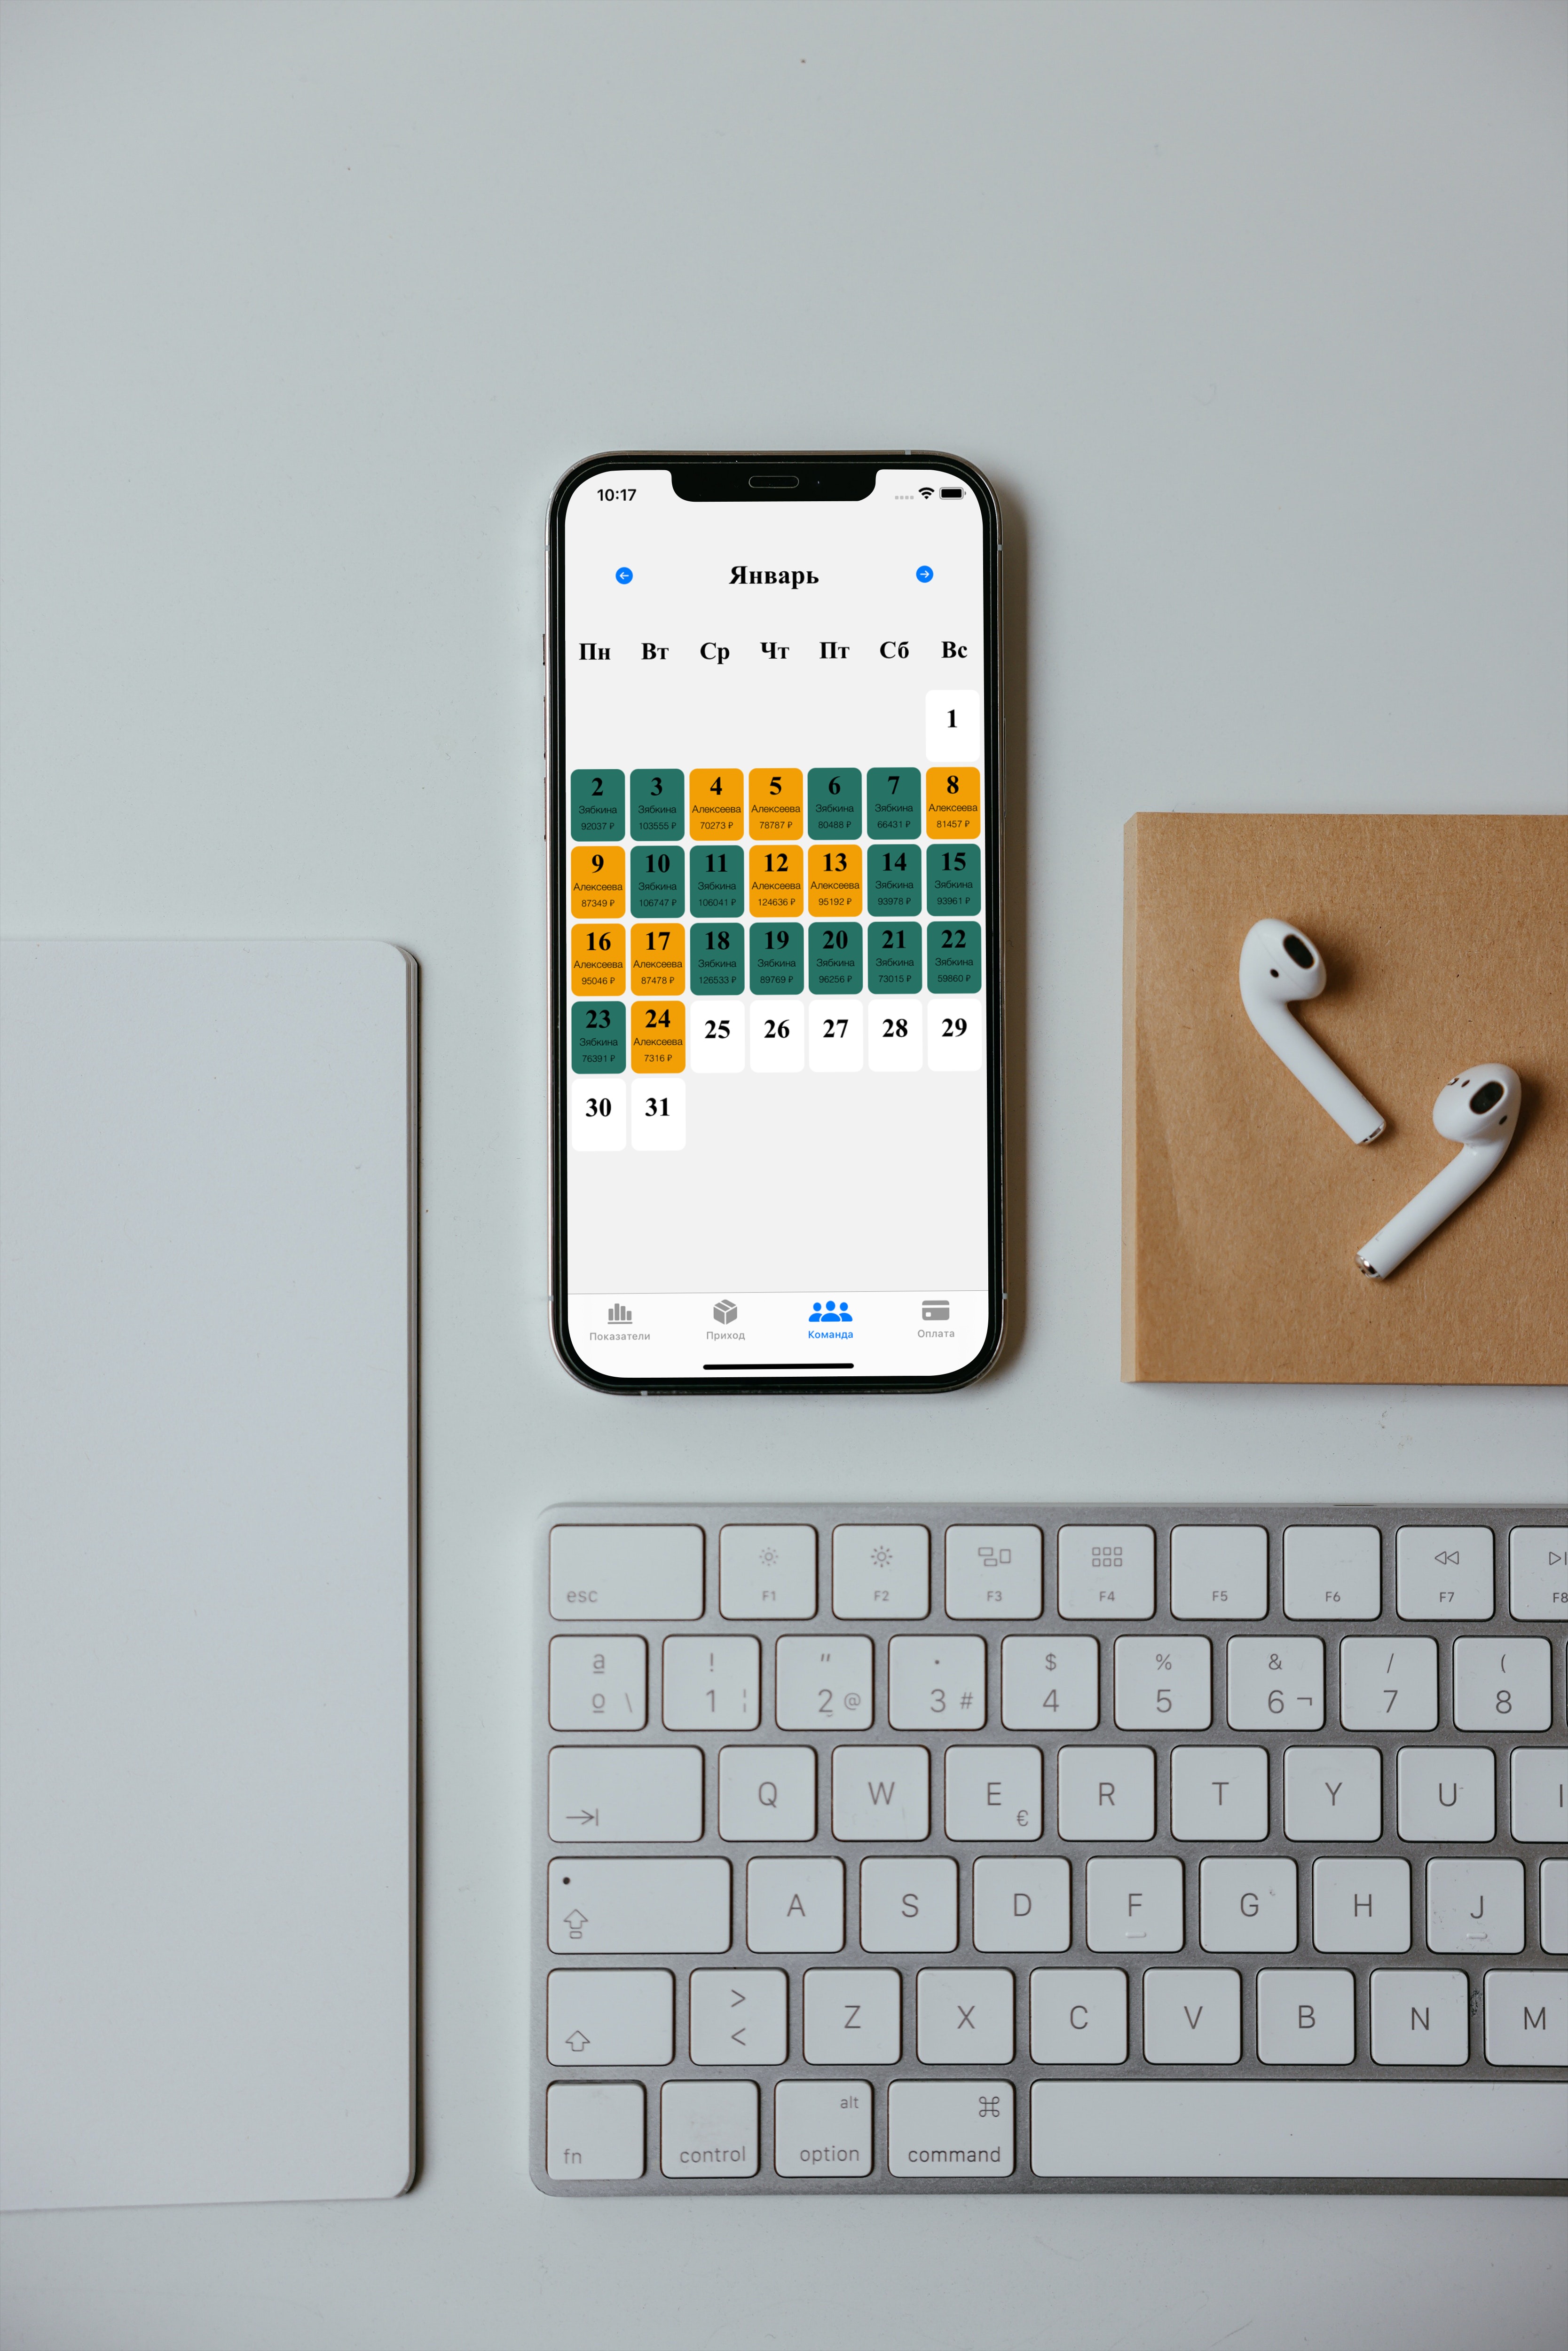 10:17
Январь
Пн Вт Ср Чт Пт Сб Вс
1
2 3 4 5 6 7 8
Зябкина Зябкина Алексеева Алексеева Зябкина Зябкина Алексеева
92037 ₽ 103555 ₽ 70273 ₽ 78787 ₽ 80488 ₽ 66431 ₽ 81457 ₽
9 10 11 12 13 14 15
Алексеева Зябкина Зябкина Алексеева Алексеева Зябкина Зябкина
87349 ₽ 106747 ₽ 106041 ₽ 124636 ₽ 95192 ₽ 93978 ₽ 93961 ₽
16 17 18 19 20 21 22
Алексеева Алексеева Зябкина Зябкина Зябкина Зябкина Зябкина
95046 ₽ 87478 ₽ 126533 ₽ 89769 ₽ 96256 ₽ 73015 ₽ 59860 ₽
23 24 25 26 27 28 29
Зябкина Алексеева
76391 ₽ 7316 ₽
30 31
Показатели Приход Команда Оплата
esc F1 F2 F3 F4 F5 F6 F7 F8
a ! " · $ % & / (
o \ 1 ¦ 2 @ 3 # 4 5 6 ¬ 7 8
Q W E € R T Y U I
A S D F G H J
> < Z X C V B N M
fn control alt option ⌘ command